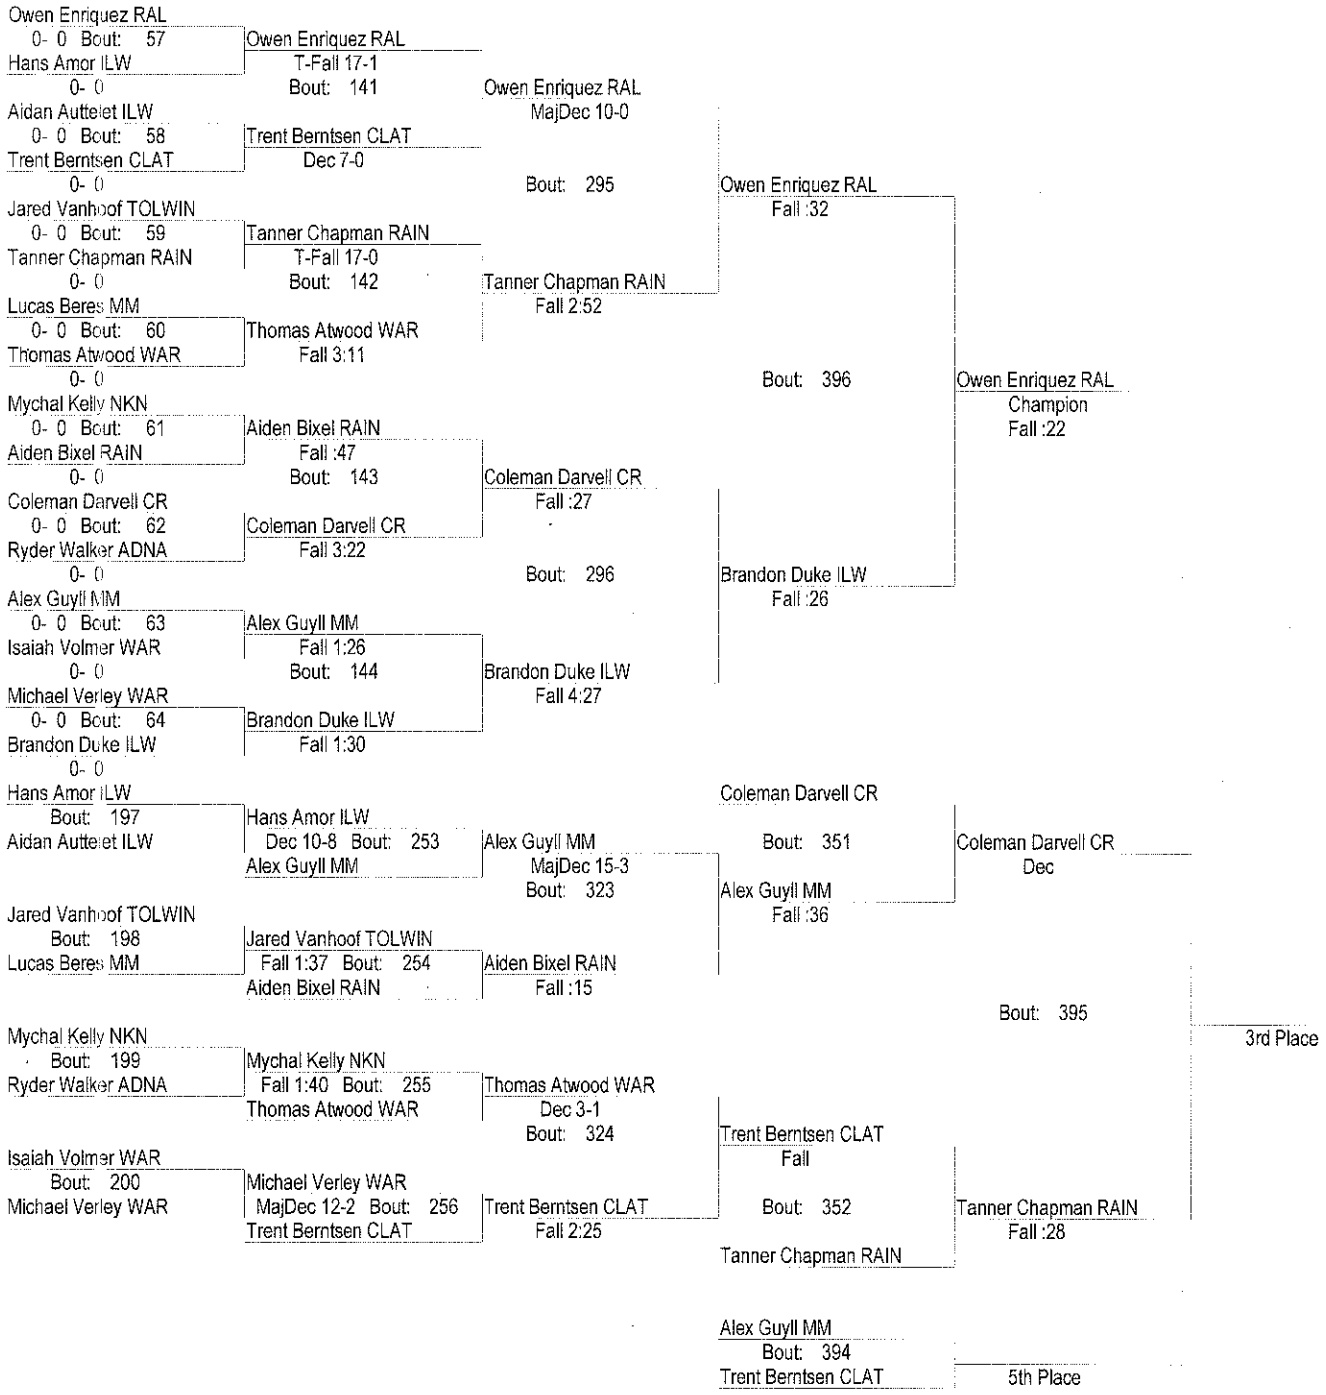 Owen Enriquez RAL
0- 0 Bout: 57
Hans Amor ILW
0- 0
Aidan Auttelet ILW
0- 0 Bout: 58
Trent Berntsen CLAT
0- 0
Jared Vanhoof TOLWIN
0- 0 Bout: 59
Tanner Chapman RAIN
0- 0
Lucas Beres MM
0- 0 Bout: 60
Thomas Atwood WAR
0- 0
Mychal Kelly NKN
0- 0 Bout: 61
Aiden Bixel RAIN
0- 0
Coleman Darvell CR
0- 0 Bout: 62
Ryder Walker ADNA
0- 0
Alex Guyll MM
0- 0 Bout: 63
Isaiah Volmer WAR
0- 0
Michael Verley WAR
0- 0 Bout: 64
Brandon Duke ILW
0- 0
Owen Enriquez RAL
T-Fall 17-1
Bout: 141
Trent Berntsen CLAT
Dec 7-0
Tanner Chapman RAIN
T-Fall 17-0
Bout: 142
Thomas Atwood WAR
Fall 3:11
Aiden Bixel RAIN
Fall :47
Bout: 143
Coleman Darvell CR
Fall 3:22
Alex Guyll MM
Fall 1:26
Bout: 144
Brandon Duke ILW
Fall 1:30
Owen Enriquez RAL
MajDec 10-0
Bout: 295
Tanner Chapman RAIN
Fall 2:52
Coleman Darvell CR
Fall :27
Bout: 296
Brandon Duke ILW
Fall 4:27
Owen Enriquez RAL
Fall :32
Bout: 396
Brandon Duke ILW
Fall :26
Owen Enriquez RAL
Champion
Fall :22
Hans Amor ILW
Bout: 197
Aidan Auttelet ILW
Jared Vanhoof TOLWIN
Bout: 198
Lucas Beres MM
Mychal Kelly NKN
Bout: 199
Ryder Walker ADNA
Isaiah Volmer WAR
Bout: 200
Michael Verley WAR
Hans Amor ILW
Dec 10-8 Bout: 253
Alex Guyll MM
Jared Vanhoof TOLWIN
Fall 1:37 Bout: 254
Aiden Bixel RAIN
Mychal Kelly NKN
Fall 1:40 Bout: 255
Thomas Atwood WAR
Michael Verley WAR
MajDec 12-2 Bout: 256
Trent Berntsen CLAT
Alex Guyll MM
MajDec 15-3
Bout: 323
Aiden Bixel RAIN
Fall :15
Thomas Atwood WAR
Dec 3-1
Bout: 324
Trent Berntsen CLAT
Fall 2:25
Coleman Darvell CR
Bout: 351
Alex Guyll MM
Fall :36
Trent Berntsen CLAT
Fall
Bout: 352
Tanner Chapman RAIN
Coleman Darvell CR
Dec
Bout: 395
Tanner Chapman RAIN
Fall :28
3rd Place
Alex Guyll MM
Bout: 394
Trent Berntsen CLAT
5th Place